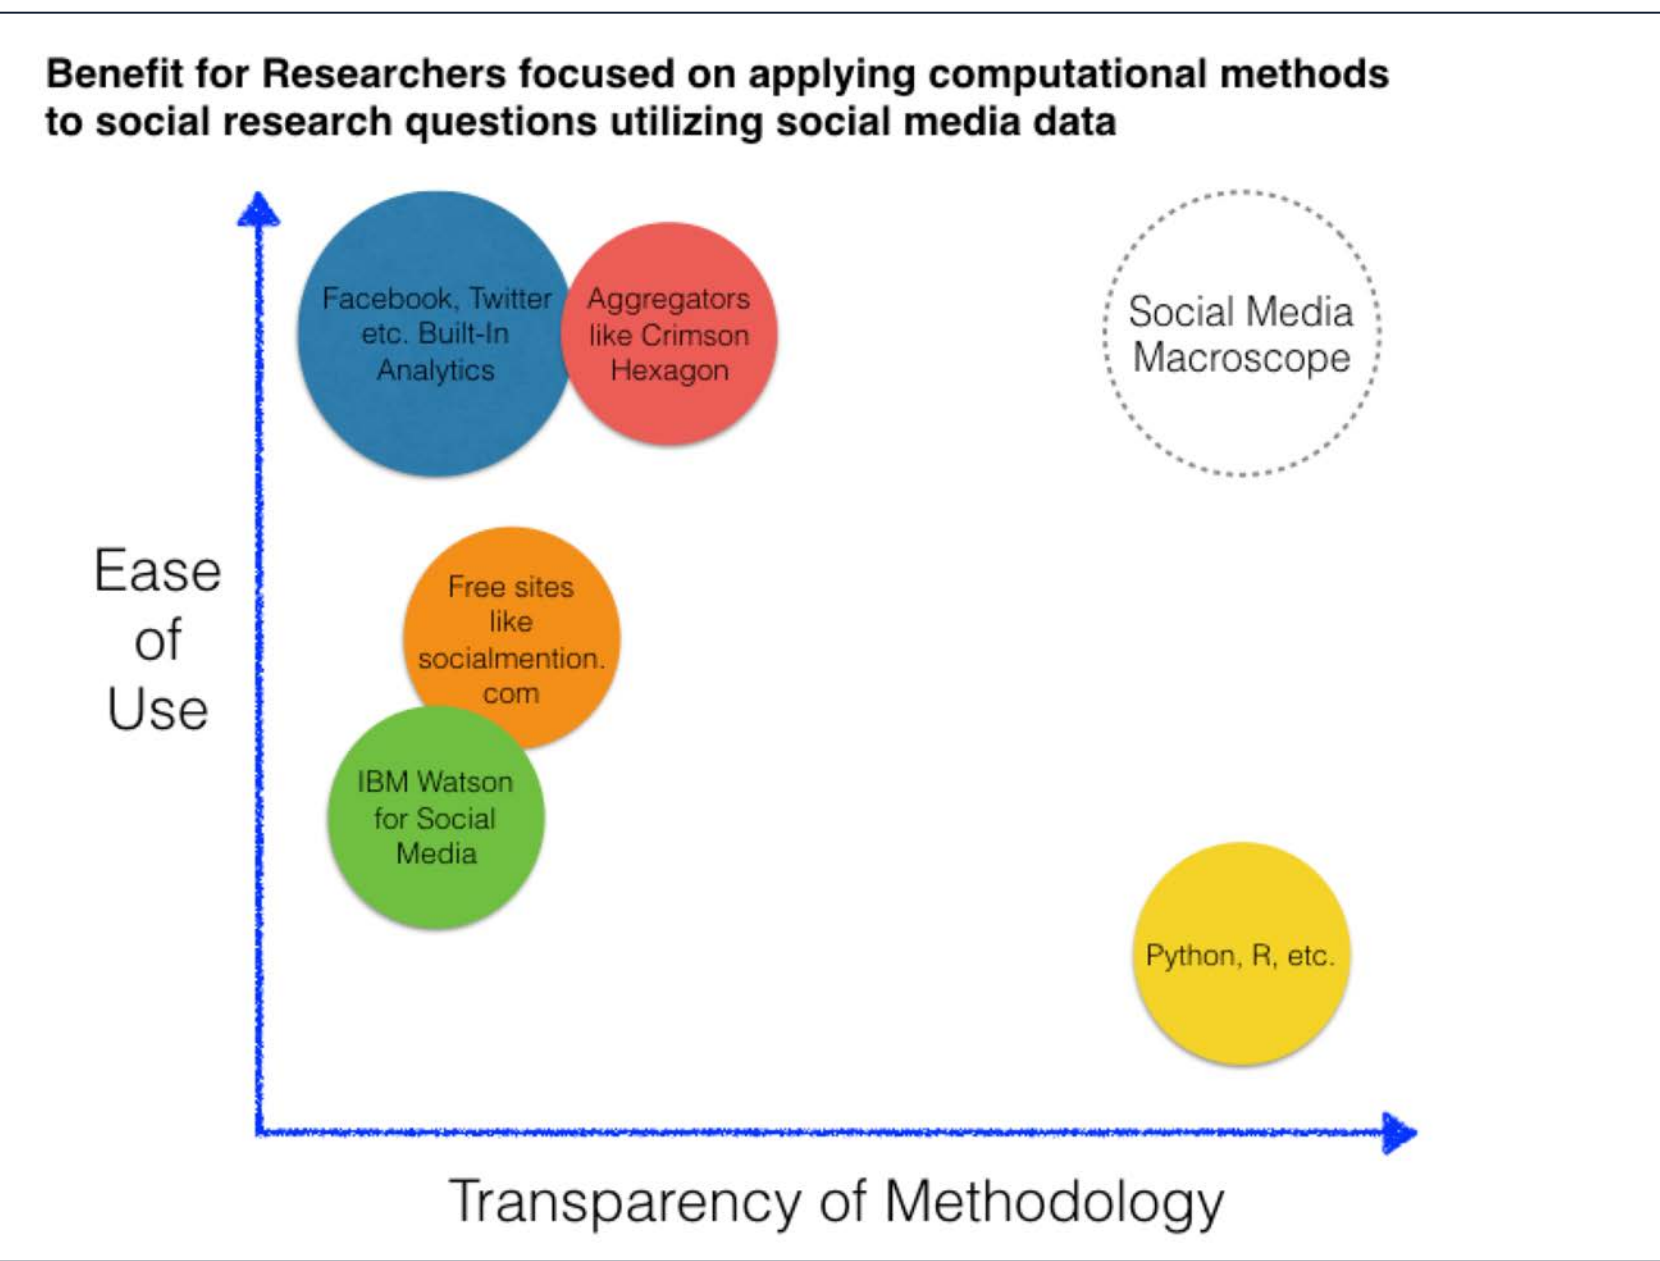 Benefit for Researchers focused on applying computational methods
to social research questions utilizing social media data
Facebook, Twitter
etc. Built-In
Analytics
Aggregators
like Crimson
Hexagon
Social Media
Macroscope
Ease
of
Use
Free sites
like
socialmention.
com
IBM Watson
for Social
Media
Python, R, etc.
Transparency of Methodology